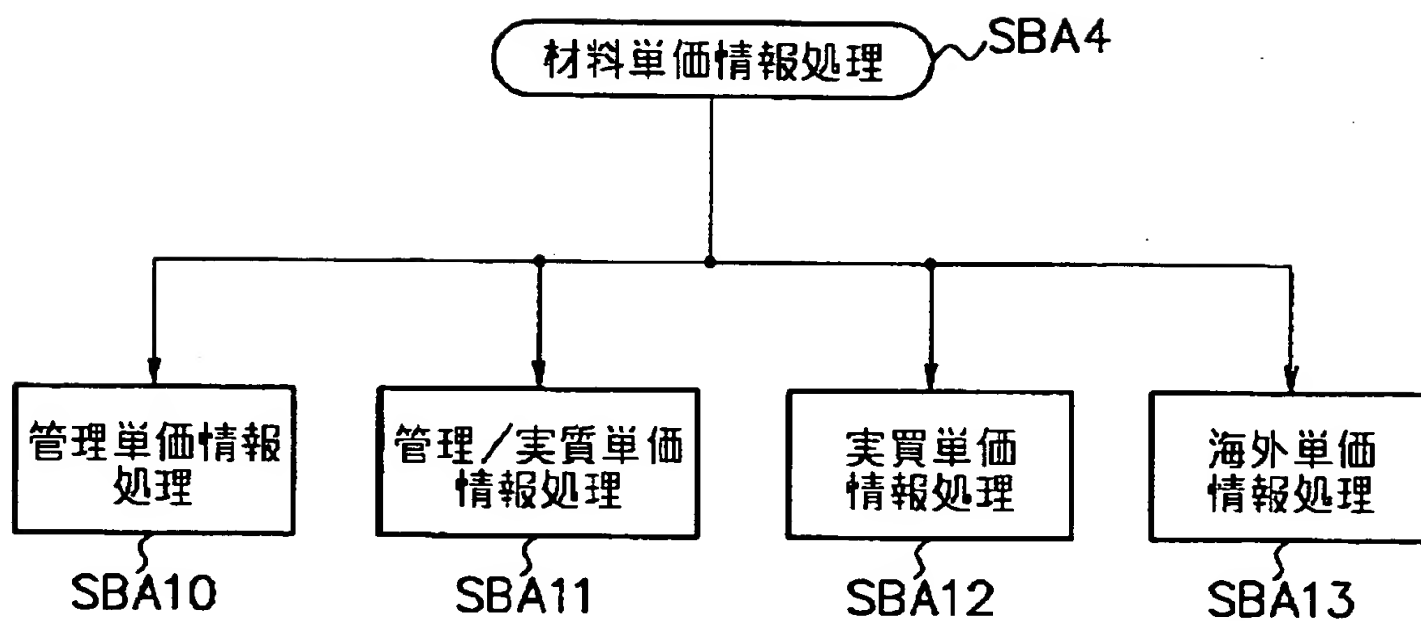 材料単価情報処理
SBA4
管理単価情報
処理
管理/実質単価
情報処理
実買単価
情報処理
海外単価
情報処理
SBA10
SBA11
SBA12
SBA13